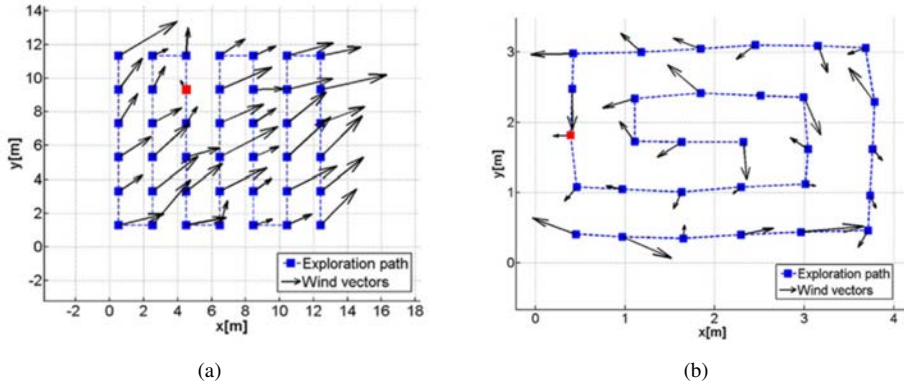 14
12
10
8
6
4
2
0
-2
y[m]
-2 0 2 4 6 8 10 12 14 16 18
x[m]
Exploration path
Wind vectors
(a)
3
2
1
0
y[m]
0 1 2 3 4
x[m]
Exploration path
Wind vectors
(b)